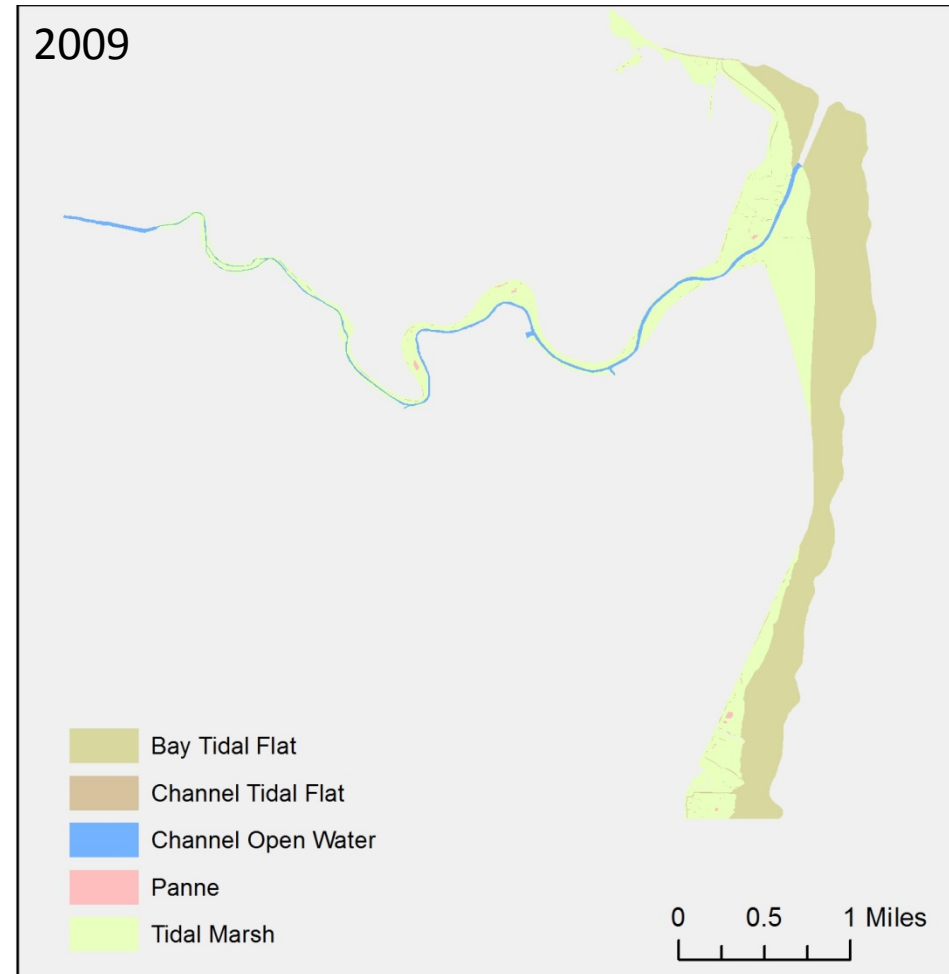 2009
Bay Tidal Flat
Channel Tidal Flat
Channel Open Water
Panne
Tidal Marsh
0 0.5 1 Miles